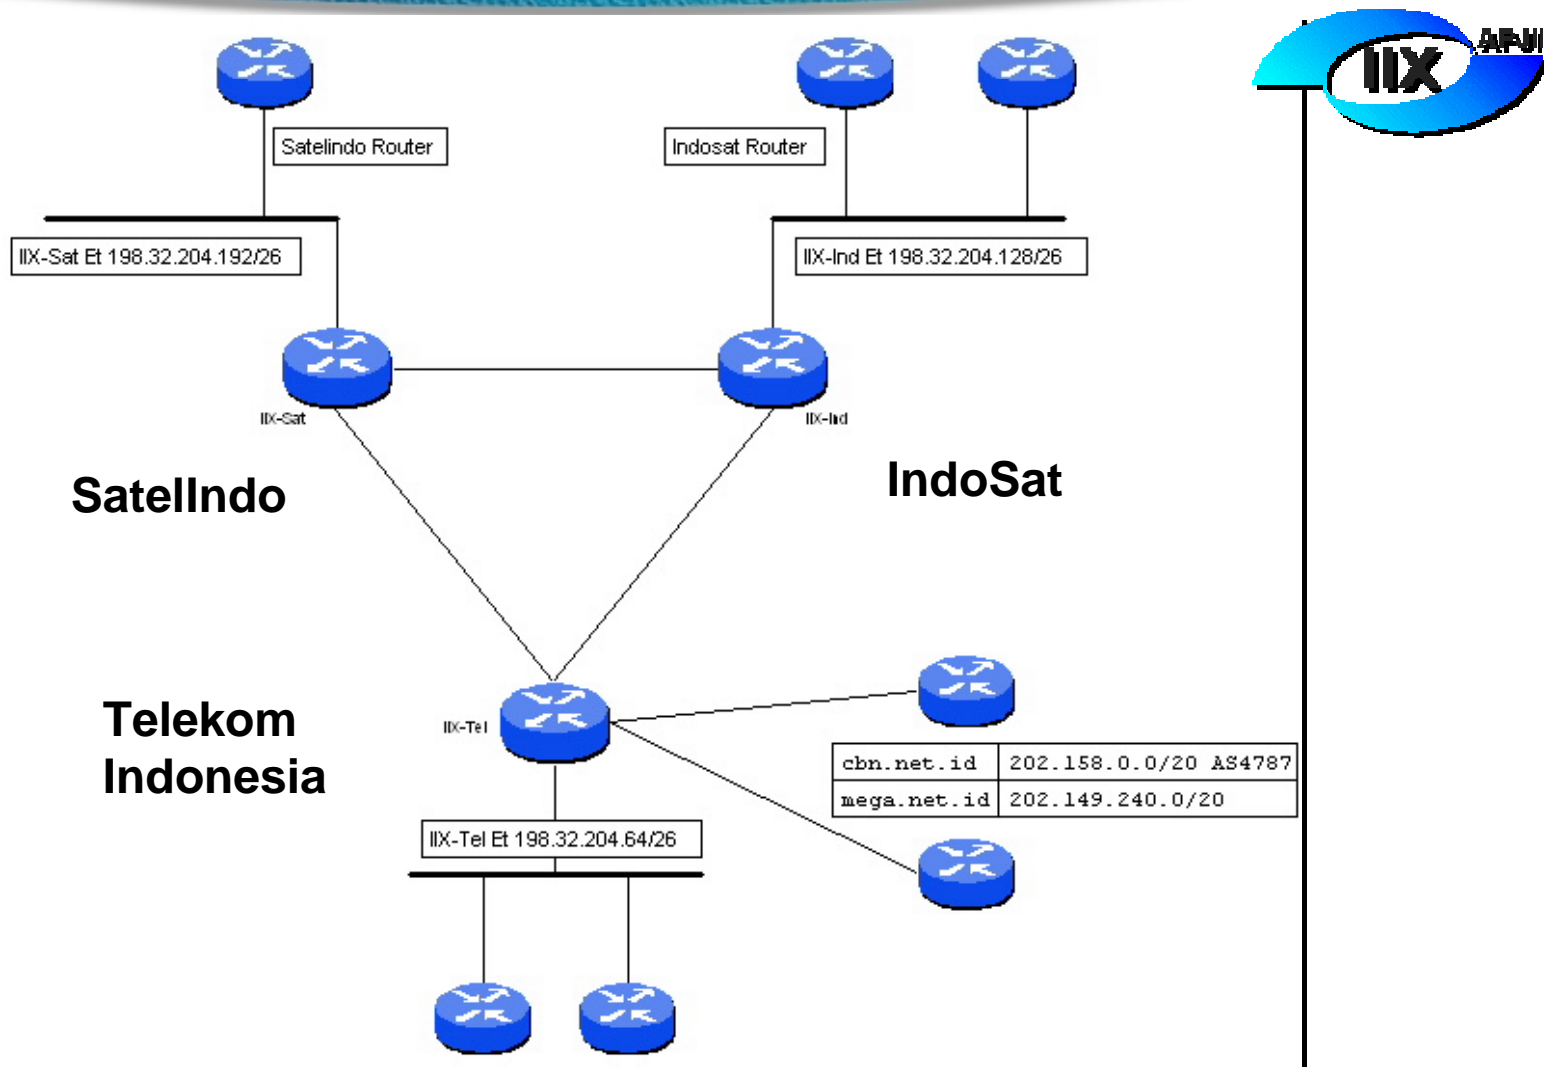 IIX
APJII
Satelindo Router
Indosat Router
IIX-Sat Et 198.32.204.192/26
IIX-Ind Et 198.32.204.128/26
IIX-Sat
IIX-Ind
SatelIndo
IndoSat
Telekom
Indonesia
IIX-Tel
cbn.net.id 202.158.0.0/20 AS4787
mega.net.id 202.149.240.0/20
IIX-Tel Et 198.32.204.64/26